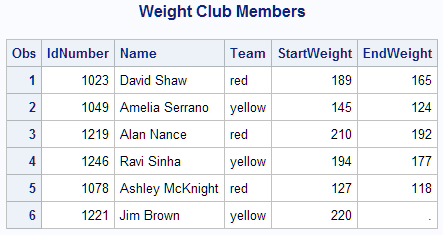 Weight Club Members
Obs IdNumber Name Team StartWeight EndWeight
1 1023 David Shaw red 189 165
2 1049 Amelia Serrano yellow 145 124
3 1219 Alan Nance red 210 192
4 1246 Ravi Sinha yellow 194 177
5 1078 Ashley McKnight red 127 118
6 1221 Jim Brown yellow 220 .